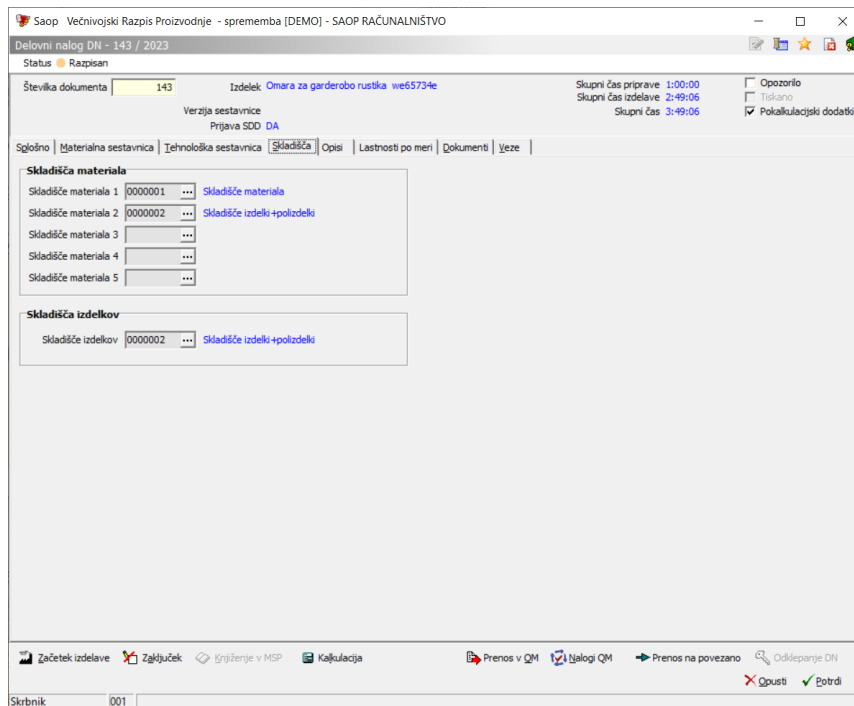 Saop Večnivojski Razpis Proizvodnje - sprememba [DEMO] - SAOP RAČUNALNIŠTVO
Delovni nalog DN - 143 / 2023
Status Razpisan
Številka dokumenta 143 Izdelek Omara za garderobo rustika we65734e Skupni čas priprave 1:00:00 Opozorilo
Skupni čas izdelave 2:49:06 Tiskano
Verzija sestavnice Skupni čas 3:49:06 Pokalkulacijski dodatki
Prijava SDD DA
Splošno Materialna sestavnica Tehnološka sestavnica Skladišča Opisi Lastnosti po meri Dokumenti Veze
Skladišča materiala
Skladišče materiala 1 0000001 ... Skladišče materiala
Skladišče materiala 2 0000002 ... Skladišče izdelki+polizdelki
Skladišče materiala 3 ...
Skladišče materiala 4 ...
Skladišče materiala 5 ...
Skladišča izdelkov
Skladišče izdelkov 0000002 ... Skladišče izdelki+polizdelki
Začetek izdelave Zaključek Knjiženje v MSP Kalkulacija Prenos v QM Nalogi QM Prenos na povezano Odklepanje DN
Opusti Potrdi
Skrbnik 001